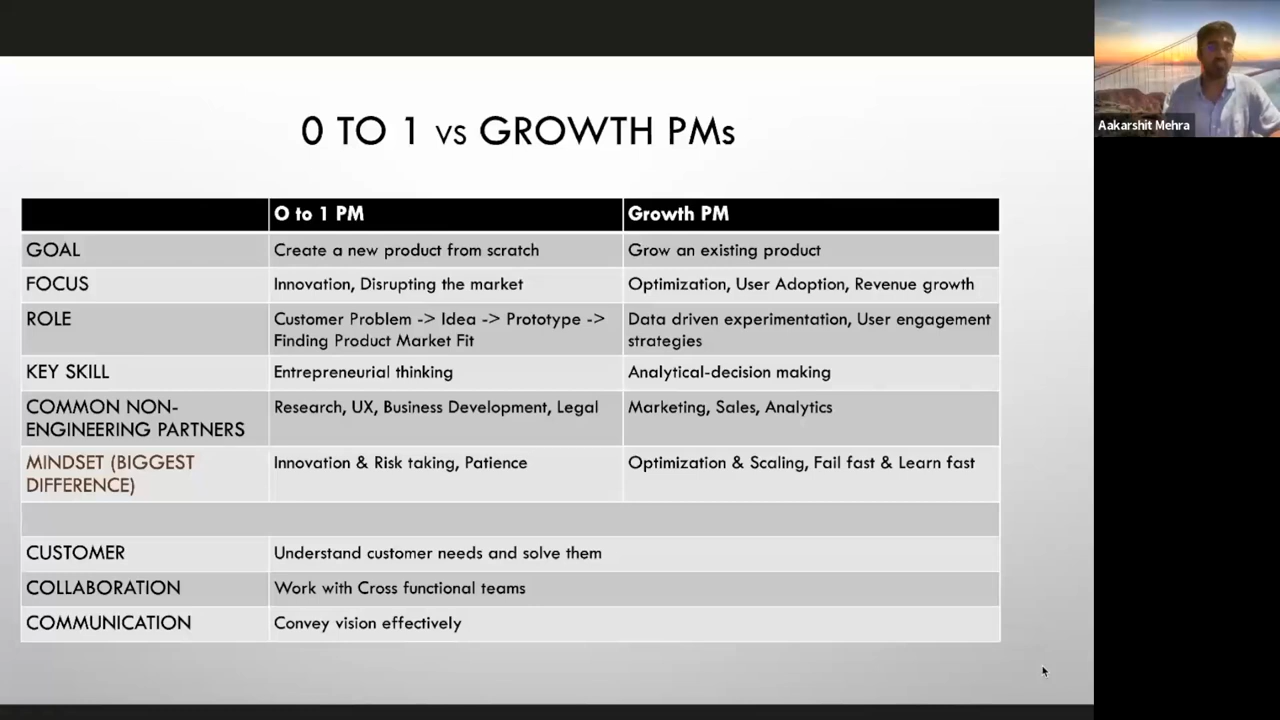 0 TO 1 vs GROWTH PMs
O to 1 PM
Growth PM
GOAL
Create a new product from scratch
Grow an existing product
FOCUS
Innovation, Disrupting the market
Optimization, User Adoption, Revenue growth
ROLE
Customer Problem -> Idea -> Prototype ->
Finding Product Market Fit
Data driven experimentation, User engagement
strategies
KEY SKILL
Entrepreneurial thinking
Analytical-decision making
COMMON NON-
ENGINEERING PARTNERS
Research, UX, Business Development, Legal
Marketing, Sales, Analytics
MINDSET (BIGGEST
DIFFERENCE)
Innovation & Risk taking, Patience
Optimization & Scaling, Fail fast & Learn fast
CUSTOMER
Understand customer needs and solve them
COLLABORATION
Work with Cross functional teams
COMMUNICATION
Convey vision effectively
Aakarshit Mehra